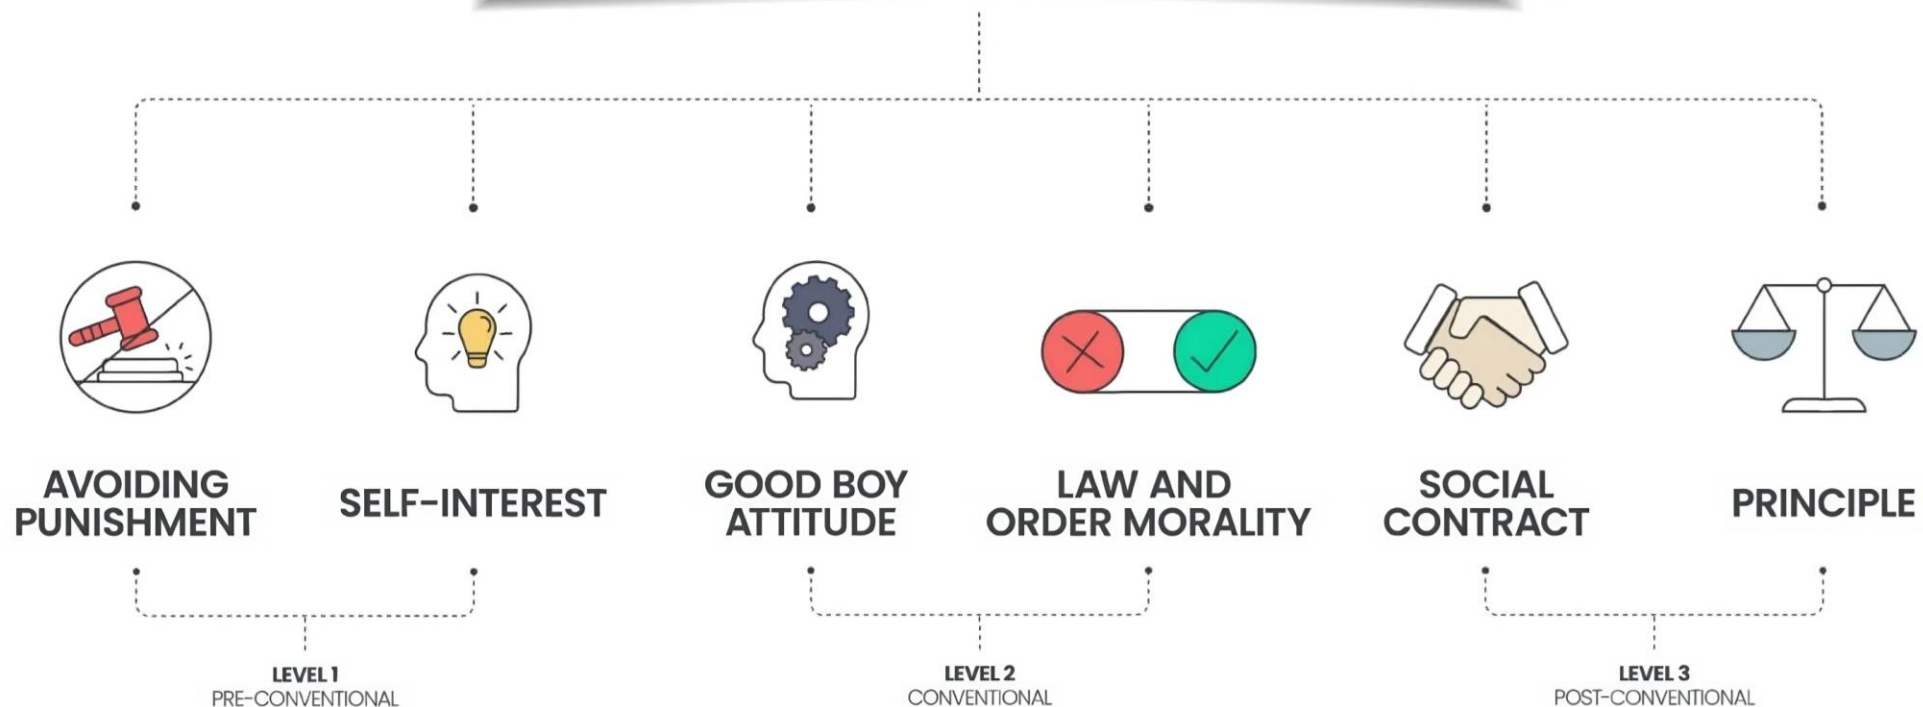 AVOIDING
PUNISHMENT
SELF-INTEREST
GOOD BOY
ATTITUDE
LAW AND
ORDER MORALITY
SOCIAL
CONTRACT
PRINCIPLE
LEVEL 1
PRE-CONVENTIONAL
LEVEL 2
CONVENTIONAL
LEVEL 3
POST-CONVENTIONAL